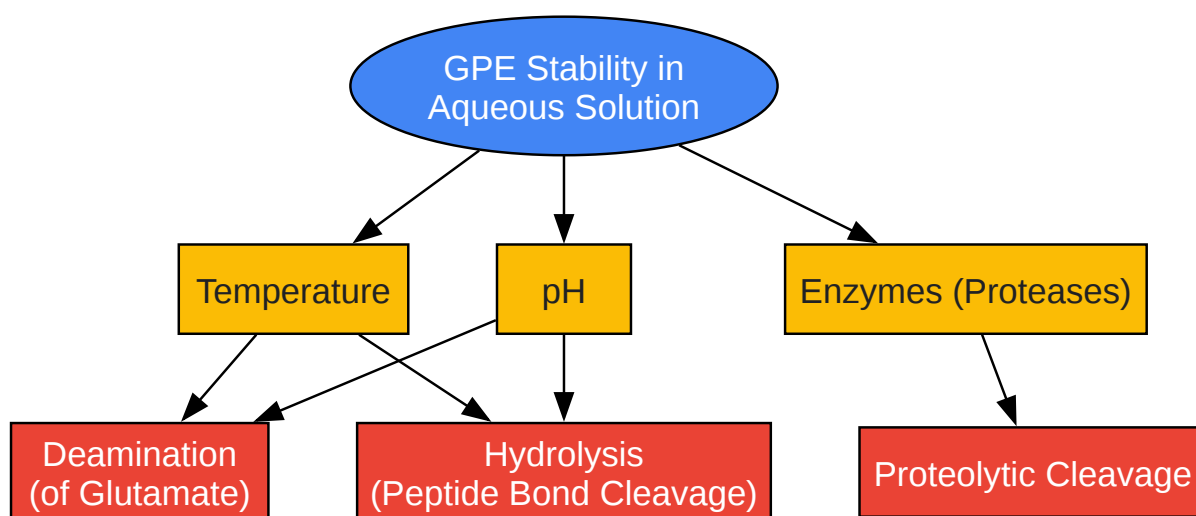 GPE Stability in
Aqueous Solution
Temperature
pH
Enzymes (Proteases)
Deamination
(of Glutamate)
Hydrolysis
(Peptide Bond Cleavage)
Proteolytic Cleavage